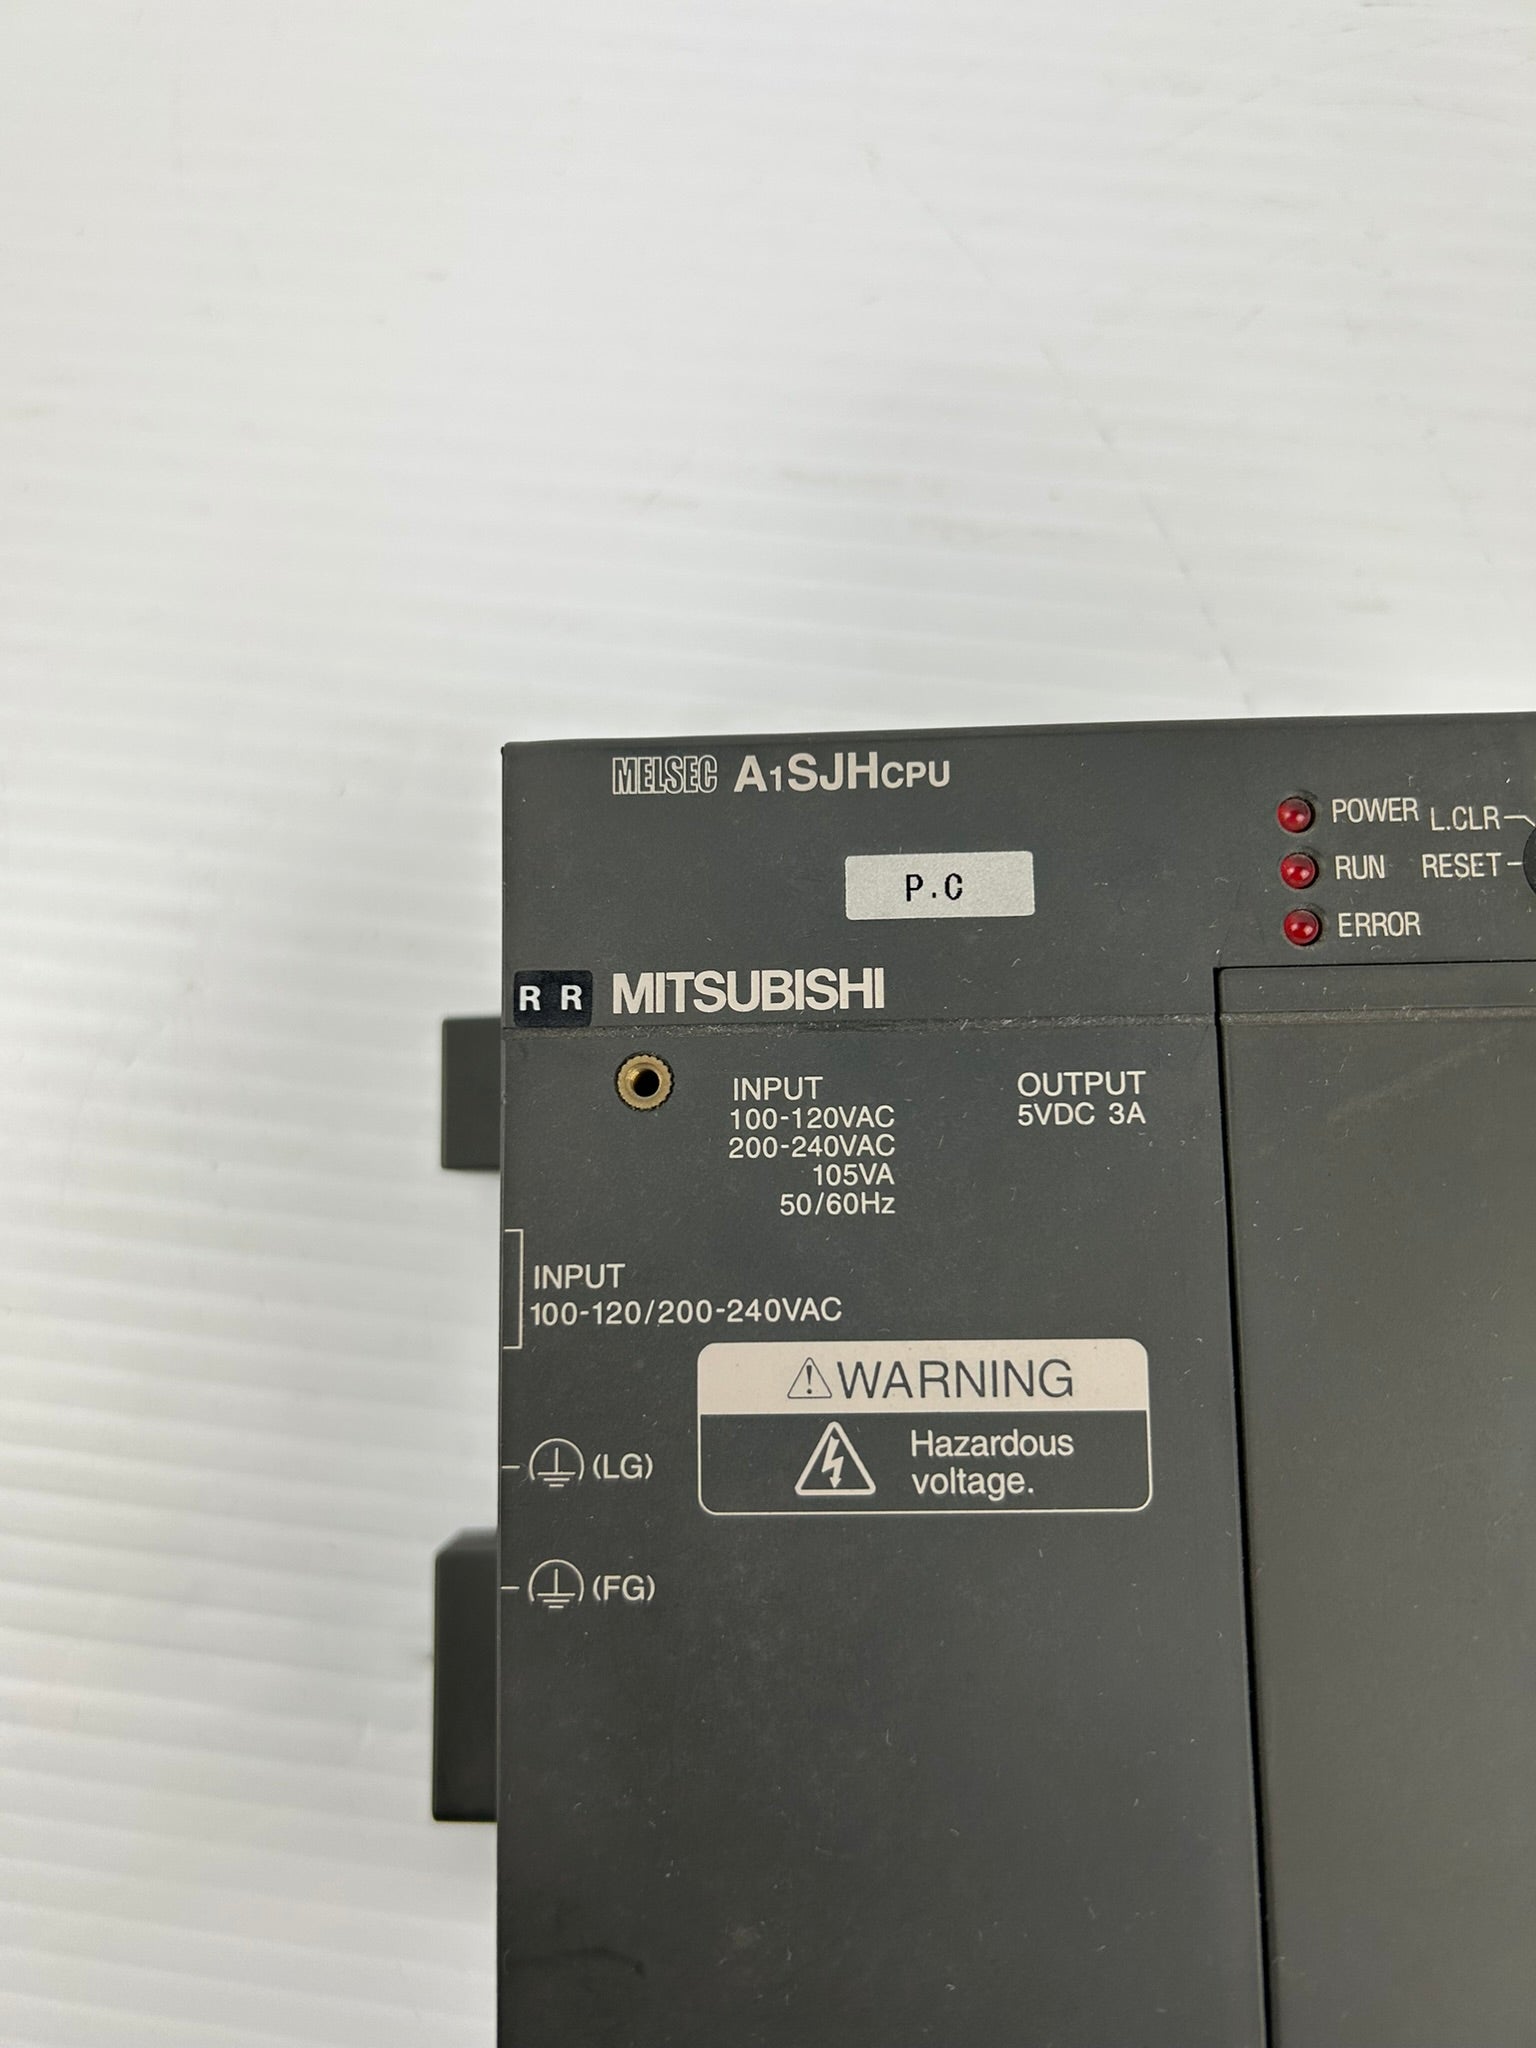 MELSEC A1SJHCPU
POWER
L.CLR
P.C
RUN
RESET
ERROR
R R
MITSUBISHI
INPUT
100-120VAC
200-240VAC
105VA
50/60Hz
OUTPUT
5VDC 3A
INPUT
100-120/200-240VAC
WARNING
Hazardous
voltage.
(LG)
(FG)